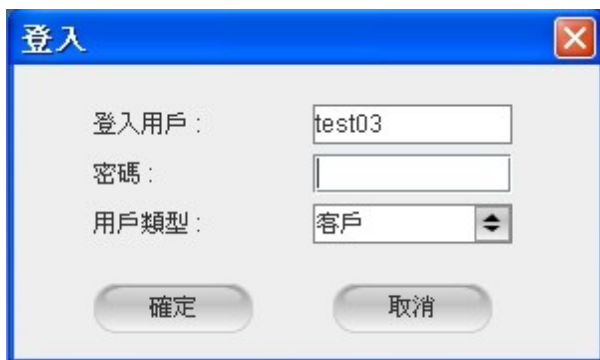 登入
登入用戶 : test03
密碼 :
用戶類型 : 客戶
確定 取消